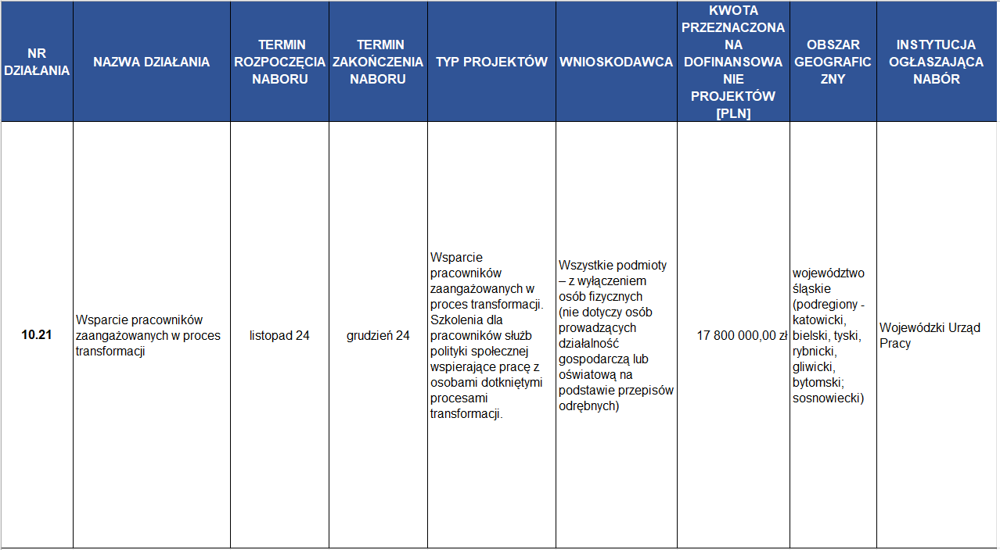 NR
DZIAŁANIA
NAZWA DZIAŁANIA
TERMIN
ROZPOCZĘCIA
NABORU
TERMIN
ZAKOŃCZENIA
NABORU
TYP PROJEKTÓW
WNIOSKODAWCA
KWOTA
PRZEZNACZONA
NA
DOFINANSOWA
NIE
PROJEKTÓW
[PLN]
OBSZAR
GEOGRAFIC
ZNY
INSTYTUCJA
OGŁASZAJĄCA
NABÓR
10.21
Wsparcie pracowników
zaangażowanych w proces
transformacji
listopad 24
grudzień 24
Wsparcie
pracowników
zaangażowanych w
proces transformacji.
Szkolenia dla
pracowników służb
polityki społecznej
wspierające pracę z
osobami dotkniętymi
procesami
transformacji.
Wszystkie podmioty
– z wyłączeniem
osób fizycznych
(nie dotyczy osób
prowadzących
działalność
gospodarczą lub
oświatową na
podstawie przepisów
odrębnych)
17 800 000,00 zł
województwo
śląskie
(podregiony -
katowicki,
bielski, tyski,
rybnicki,
gliwicki,
bytomski;
sosnowiecki)
Wojewódzki Urząd
Pracy